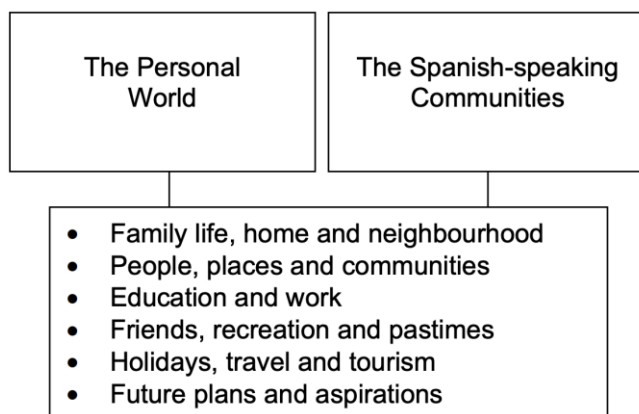 The Personal
World
The Spanish-speaking
Communities
• Family life, home and neighbourhood
• People, places and communities
• Education and work
• Friends, recreation and pastimes
• Holidays, travel and tourism
• Future plans and aspirations